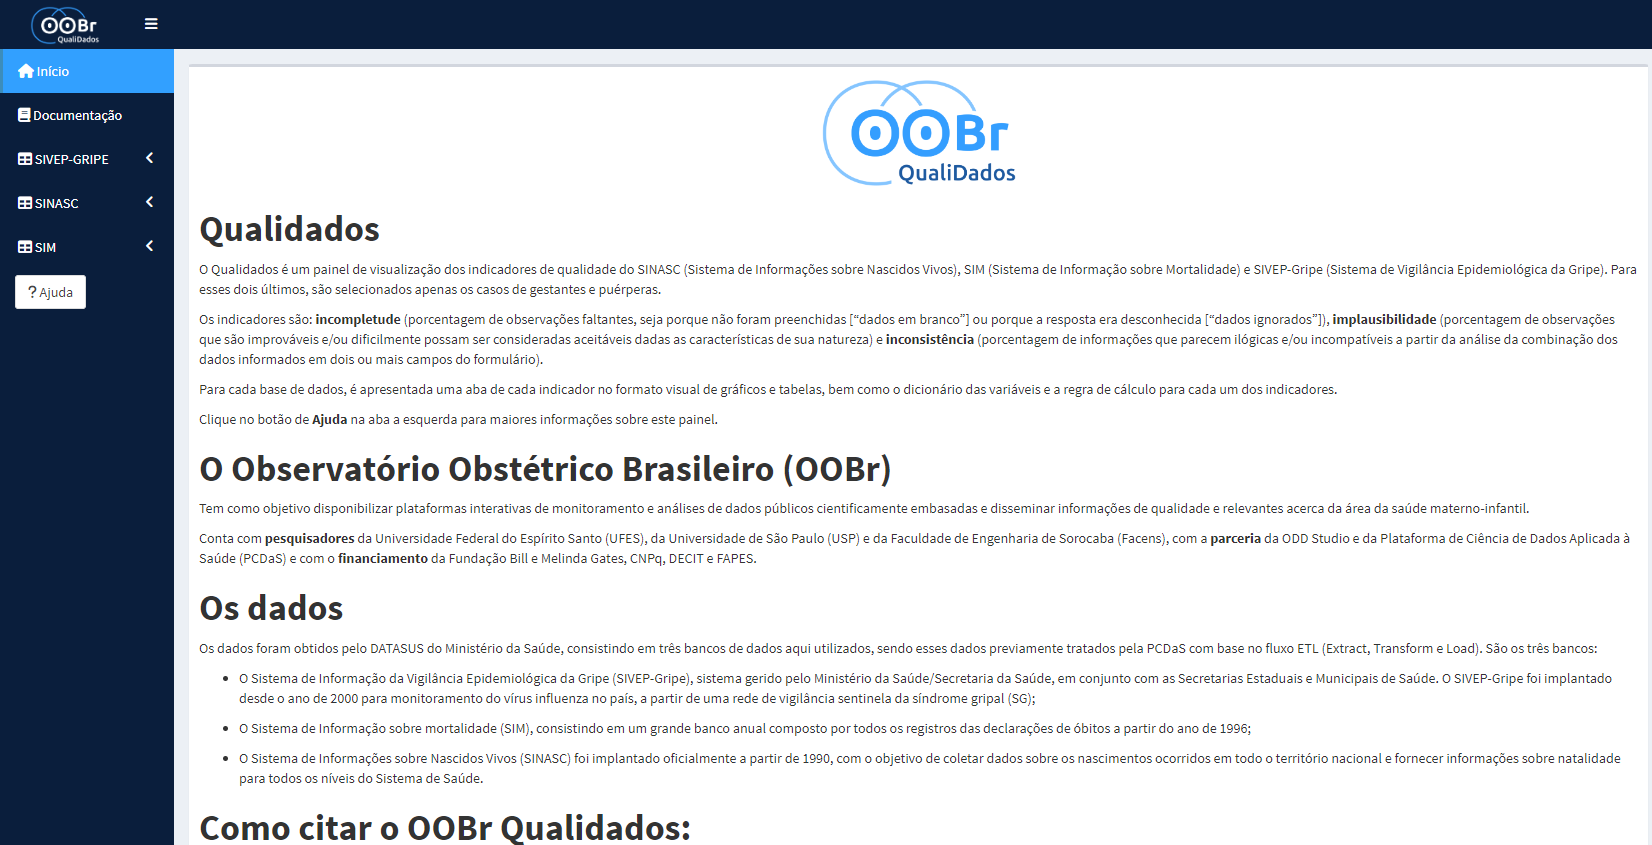 OOBr
QualiDados
Início
Documentação
SIVEP-GRIPE
SINASC
SIM
? Ajuda
OOBr
QualiDados
Qualidados
O Qualidados é um painel de visualização dos indicadores de qualidade do SINASC (Sistema de Informações sobre Nascidos Vivos), SIM (Sistema de Informação sobre Mortalidade) e SIVEP-Gripe (Sistema de Vigilância Epidemiológica da Gripe). Para
esses dois últimos, são selecionados apenas os casos de gestantes e puérperas.
Os indicadores são: incompletude (porcentagem de observações faltantes, seja porque não foram preenchidas [“dados em branco”] ou porque a resposta era desconhecida [“dados ignorados”]), implausibilidade (porcentagem de observações
que são improváveis e/ou dificilmente possam ser consideradas aceitáveis dadas as características de sua natureza) e inconsistência (porcentagem de informações que parecem ilógicas e/ou incompatíveis a partir da análise da combinação dos
dados informados em dois ou mais campos do formulário).
Para cada base de dados, é apresentada uma aba de cada indicador no formato visual de gráficos e tabelas, bem como o dicionário das variáveis e a regra de cálculo para cada um dos indicadores.
Clique no botão de Ajuda na aba a esquerda para maiores informações sobre este painel.
O Observatório Obstétrico Brasileiro (OOBr)
Tem como objetivo disponibilizar plataformas interativas de monitoramento e análises de dados públicos cientificamente embasadas e disseminar informações de qualidade e relevantes acerca da área da saúde materno-infantil.
Conta com pesquisadores da Universidade Federal do Espírito Santo (UFES), da Universidade de São Paulo (USP) e da Faculdade de Engenharia de Sorocaba (Facens), com a parceria da ODD Studio e da Plataforma de Ciência de Dados Aplicada à
Saúde (PCDaS) e com o financiamento da Fundação Bill e Melinda Gates, CNPq, DECIT e FAPES.
Os dados
Os dados foram obtidos pelo DATASUS do Ministério da Saúde, consistindo em três bancos de dados aqui utilizados, sendo esses dados previamente tratados pela PCDaS com base no fluxo ETL (Extract, Transform e Load). São os três bancos:
• O Sistema de Informação da Vigilância Epidemiológica da Gripe (SIVEP-Gripe), sistema gerido pelo Ministério da Saúde/Secretaria da Saúde, em conjunto com as Secretarias Estaduais e Municipais de Saúde. O SIVEP-Gripe foi implantado
desde o ano de 2000 para monitoramento do vírus influenza no país, a partir de uma rede de vigilância sentinela da síndrome gripal (SG);
• O Sistema de Informação sobre mortalidade (SIM), consistindo em um grande banco anual composto por todos os registros das declarações de óbitos a partir do ano de 1996;
• O Sistema de Informações sobre Nascidos Vivos (SINASC) foi implantado oficialmente a partir de 1990, com o objetivo de coletar dados sobre os nascimentos ocorridos em todo o território nacional e fornecer informações sobre natalidade
para todos os níveis do Sistema de Saúde.
Como citar o OOBr Qualidados: